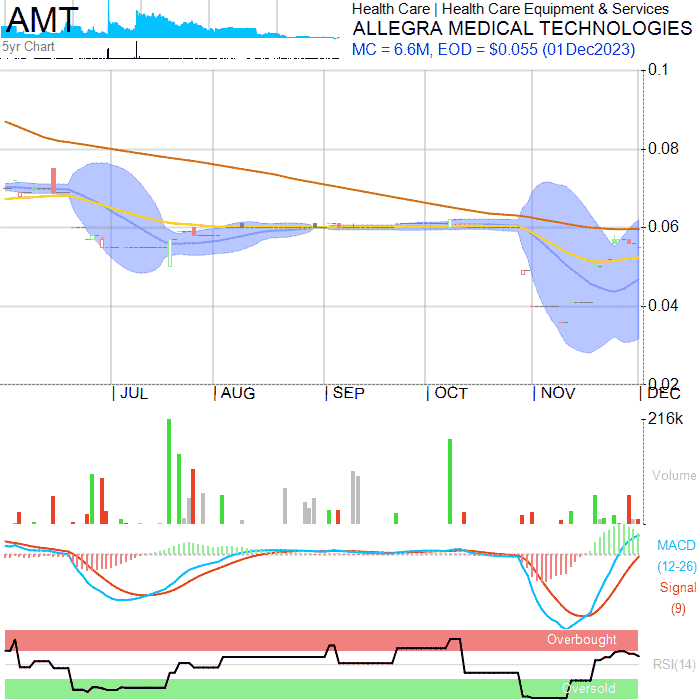 AMT
5yr Chart
Health Care | Health Care Equipment & Services
ALLEGRA MEDICAL TECHNOLOGIES
MC = 6.6M, EOD = $0.055 (01Dec2023)
0.1
0.08
0.06
0.04
0.02
JUL AUG SEP OCT NOV DEC
216k
Volume
MACD
(12-26)
Signal
(9)
Overbought
RSI(14)
Oversold